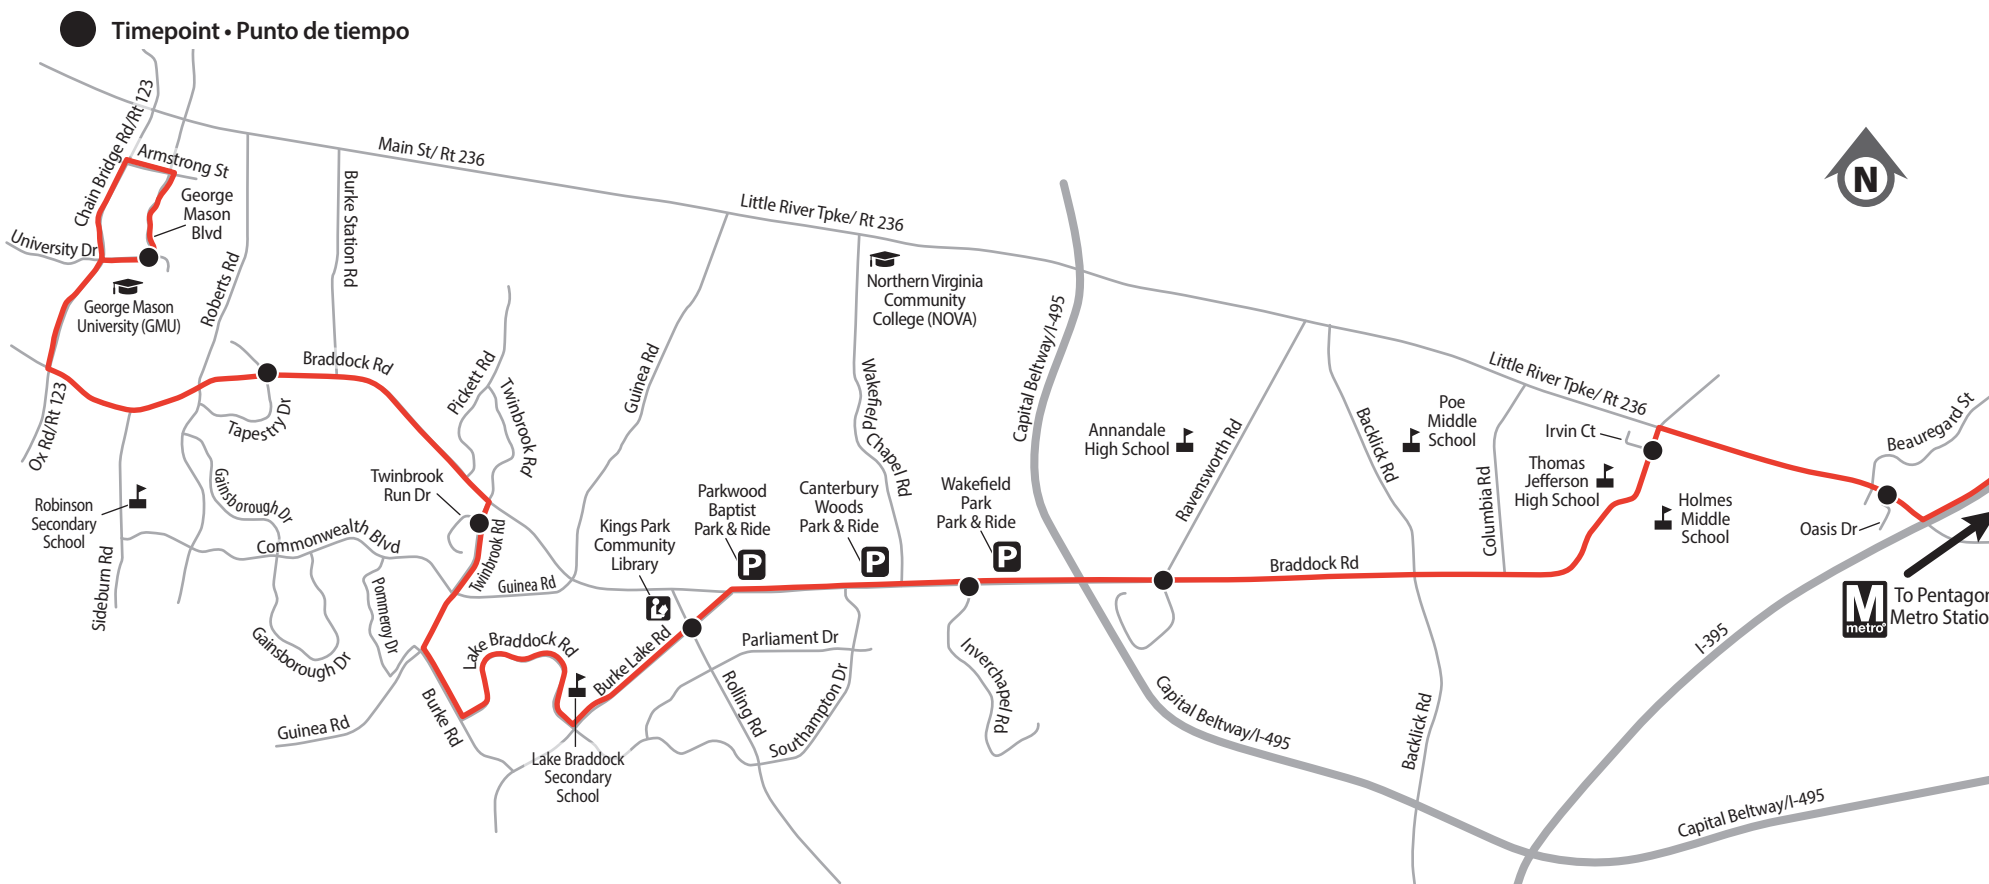 Timepoint • Punto de tiempo
Chain Bridge Rd/Rt 123
Armstrong St
George
Mason
Blvd
University Dr
George Mason
University (GMU)
Roberts Rd
Burke Station Rd
Main St/ Rt 236
Little River Tpke/ Rt 236
Northern Virginia
Community
College (NOVA)
Capital Beltway/I-495
N
Ox Rd/Rt 123
Braddock Rd
Tapestry Dr
Pickett Rd
Twinbrook Rd
Guinea Rd
Wakefield Chapel Rd
Annandale
High School
Ravensworth Rd
Backlick Rd
Poe
Middle
School
Columbia Rd
Little River Tpke/ Rt 236
Irvin Ct
Thomas
Jefferson
High School
Holmes
Middle
School
Beauregard St
Oasis Dr
Robinson
Secondary
School
Sideburn Rd
Gainsborough Dr
Commonwealth Blvd
Twinbrook
Run Dr
Twinbrook Rd
Guinea Rd
Pommeroy Dr
Gainsborough Dr
Guinea Rd
Burke Rd
Lake Braddock Rd
Lake Braddock
Secondary
School
Burke Lake Rd
Kings Park
Community
Library
Parkwood
Baptist
Park & Ride
P
Canterbury
Woods
Park & Ride
P
Wakefield
Park
Park & Ride
P
Braddock Rd
Parliament Dr
Rolling Rd
Southampton Dr
Inverchapel Rd
Capital Beltway/I-495
Backlick Rd
I-395
Capital Beltway/I-495
M
metro
To Pentagon
Metro Statio